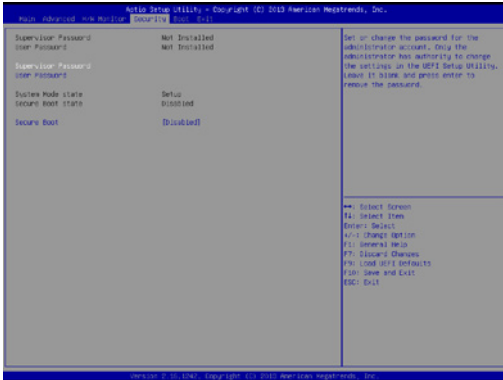 Aptio Setup Utility - Copyright (C) 2013 American Megatrends, Inc.
Main Advanced H/W Monitor Security Boot Exit
Supervisor Password Not Installed
User Password Not Installed
Supervisor Password
User Password
System Mode state Setup
Secure Boot state Disabled
Secure Boot [Disabled]
Set or change the password for the
administrator account. Only the
administrator has authority to change
the settings in the UEFI Setup Utility.
Leave it blank and press enter to
remove the password.
↔: Select Screen
↑↓: Select Item
Enter: Select
+/-: Change Option
F1: General Help
F7: Discard Changes
F9: Load UEFI Defaults
F10: Save and Exit
ESC: Exit
Version 2.16.1242. Copyright (C) 2013 American Megatrends, Inc.